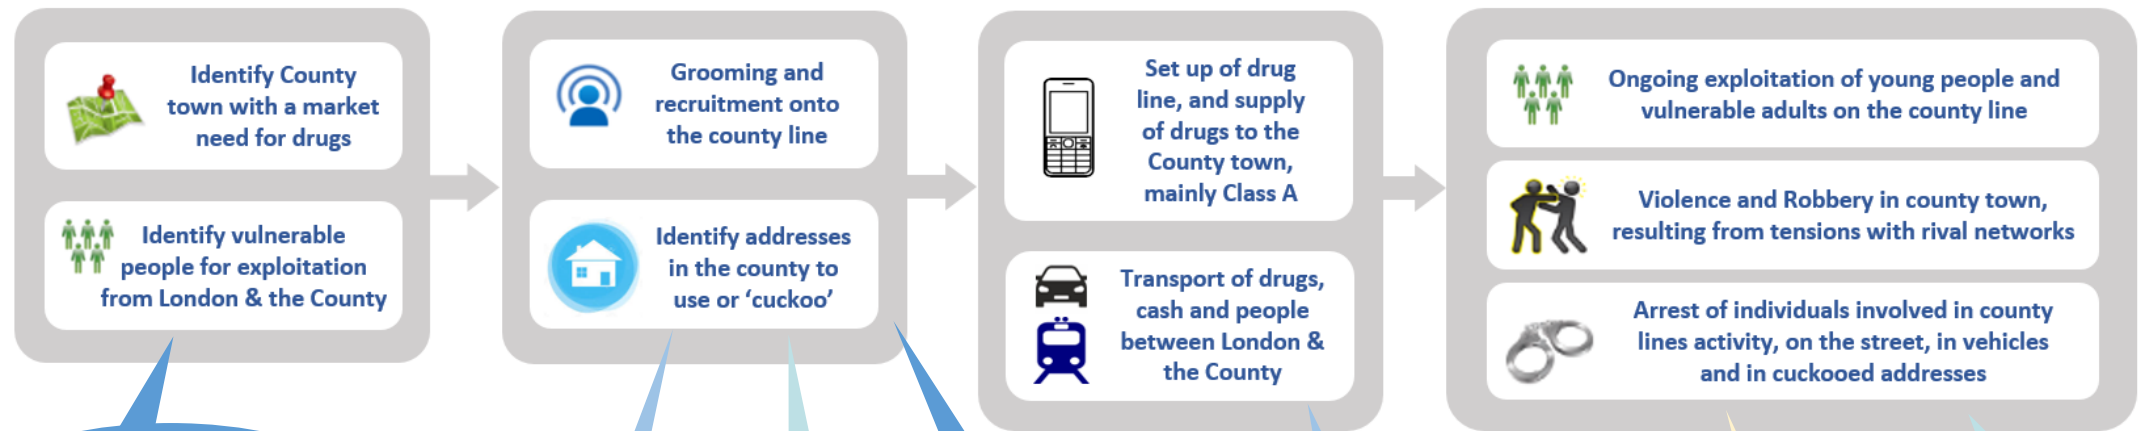 Identify County
town with a market
need for drugs
Identify vulnerable
people for exploitation
from London & the County
Grooming and
recruitment onto
the county line
Identify addresses
in the county to
use or ‘cuckoo’
Set up of drug
line, and supply
of drugs to the
County town,
mainly Class A
Transport of drugs,
cash and people
between London &
the County
Ongoing exploitation of young people and
vulnerable adults on the county line
Violence and Robbery in county town,
resulting from tensions with rival networks
Arrest of individuals involved in county
lines activity, on the street, in vehicles
and in cuckooed addresses